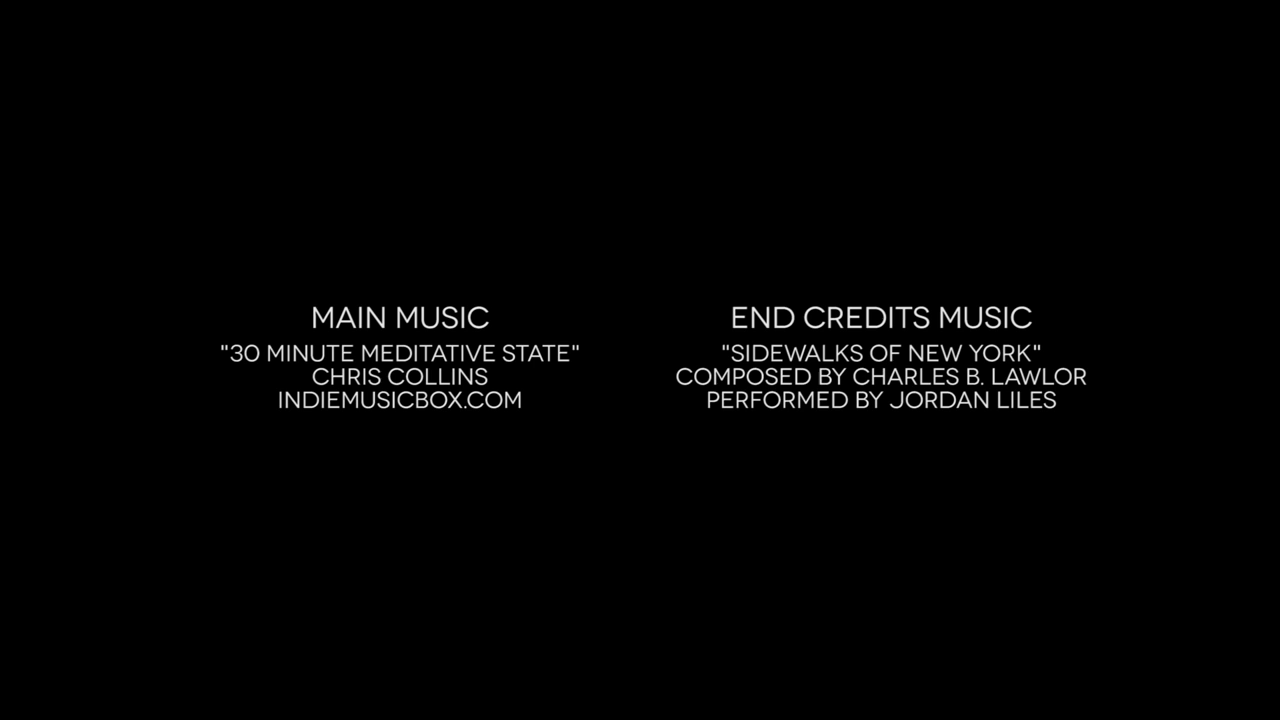 MAIN MUSIC
"30 MINUTE MEDITATIVE STATE"
CHRIS COLLINS
INDIEMUSICBOX.COM
END CREDITS MUSIC
"SIDEWALKS OF NEW YORK"
COMPOSED BY CHARLES B. LAWLOR
PERFORMED BY JORDAN LILES